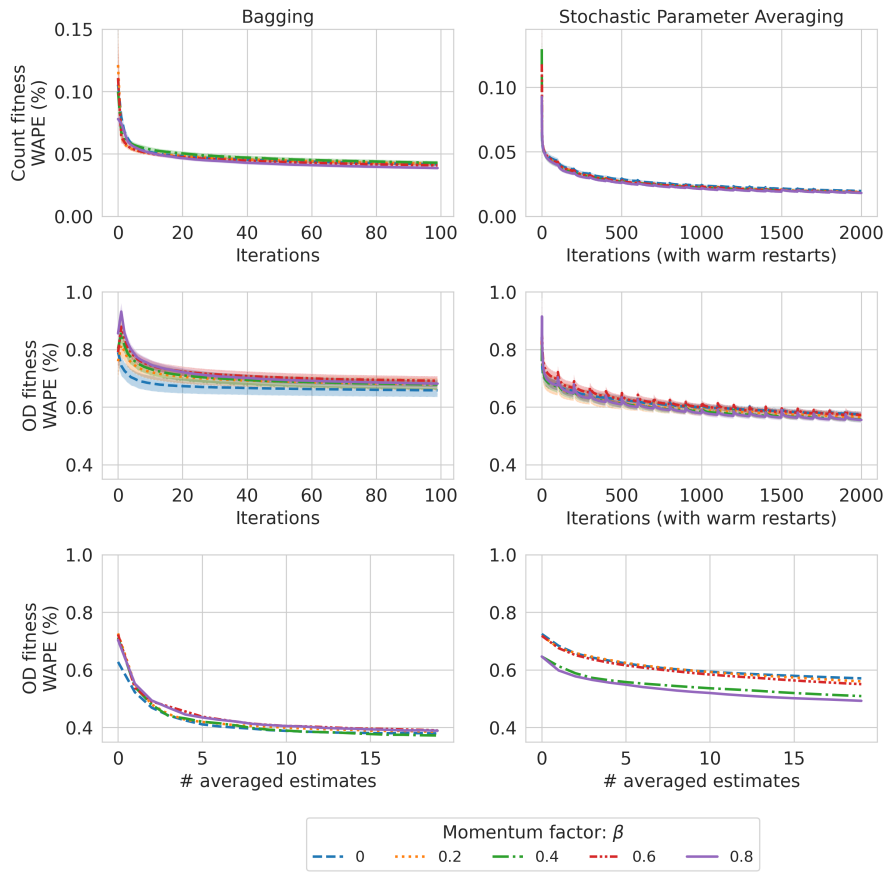 Bagging
Stochastic Parameter Averaging
Count fitness
WAPE (%)
0.15
0.10
0.05
0.00
0 20 40 60 80 100
Iterations
0.10
0.05
0.00
0 500 1000 1500 2000
Iterations (with warm restarts)
OD fitness
WAPE (%)
1.0
0.8
0.6
0.4
0 20 40 60 80 100
Iterations
1.0
0.8
0.6
0.4
0 500 1000 1500 2000
Iterations (with warm restarts)
OD fitness
WAPE (%)
1.0
0.8
0.6
0.4
0 5 10 15
# averaged estimates
1.0
0.8
0.6
0.4
0 5 10 15
# averaged estimates
Momentum factor: β
0 0.2 0.4 0.6 0.8